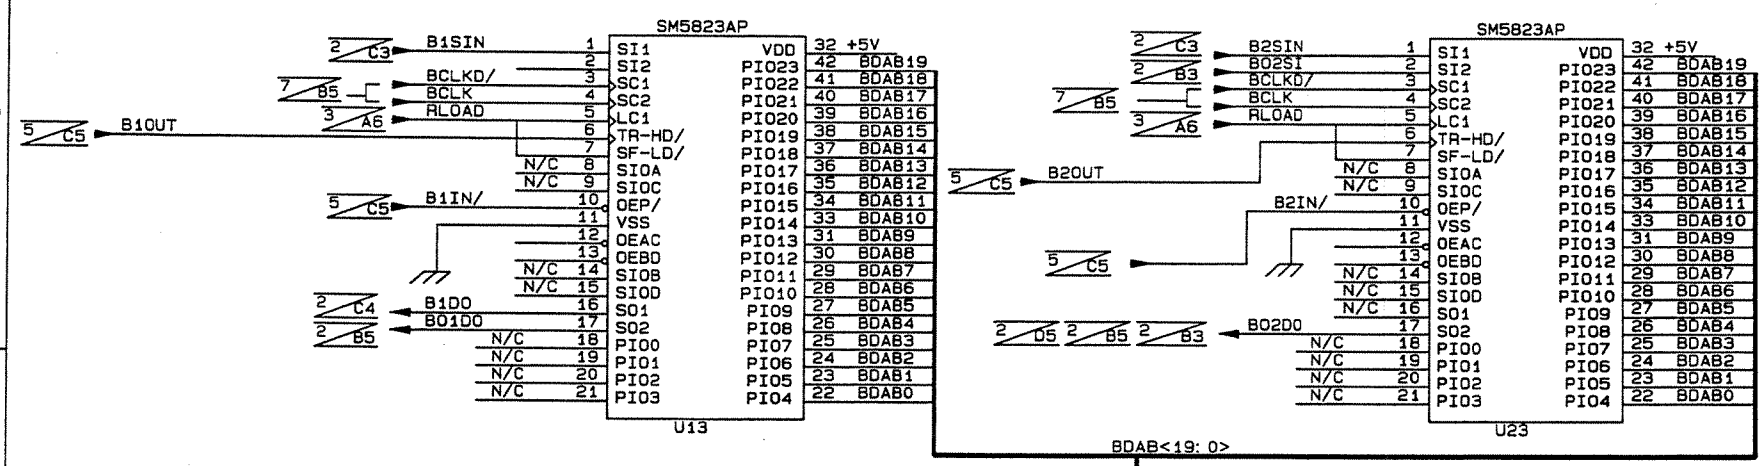 SM5823AP
2 C3 B1SIN 1 SI1 VDD 32 +5V
2 SI2 PIO23 42 BDAB19
7 B5 BCLKD/ 3 SC1 PIO22 41 BDAB18
BCLK 4 SC2 PIO21 40 BDAB17
3 A6 RLOAD 5 LC1 PIO20 39 BDAB16
5 C5 B1OUT 6 TR-HD/ PIO19 38 BDAB15
7 SF-LD/ PIO18 37 BDAB14
N/C 8 SIOA PIO17 36 BDAB13
N/C 9 SIOC PIO16 35 BDAB12
5 C5 B1IN/ 10 OEP/ PIO15 34 BDAB11
11 VSS PIO14 33 BDAB10
12 OEAC PIO13 31 BDAB9
13 OEBD PIO12 30 BDAB8
N/C 14 SIOB PIO11 29 BDAB7
N/C 15 SIOD PIO10 28 BDAB6
2 C4 B1DO 16 SO1 PIO9 27 BDAB5
2 B5 BO1DO 17 SO2 PIO8 26 BDAB4
N/C 18 PIO0 PIO7 25 BDAB3
N/C 19 PIO1 PIO6 24 BDAB2
N/C 20 PIO2 PIO5 23 BDAB1
N/C 21 PIO3 PIO4 22 BDAB0
U13
SM5823AP
2 C3 B2SIN 1 SI1 VDD 32 +5V
2 B3 BO2SI 2 SI2 PIO23 42 BDAB19
7 B5 BCLKD/ 3 SC1 PIO22 41 BDAB18
BCLK 4 SC2 PIO21 40 BDAB17
3 A6 RLOAD 5 LC1 PIO20 39 BDAB16
6 TR-HD/ PIO19 38 BDAB15
7 SF-LD/ PIO18 37 BDAB14
5 C5 B2OUT
N/C 8 SIOA PIO17 36 BDAB13
N/C 9 SIOC PIO16 35 BDAB12
B2IN/ 10 OEP/ PIO15 34 BDAB11
11 VSS PIO14 33 BDAB10
12 OEAC PIO13 31 BDAB9
5 C5
13 OEBD PIO12 30 BDAB8
N/C 14 SIOB PIO11 29 BDAB7
N/C 15 SIOD PIO10 28 BDAB6
N/C 16 SO1 PIO9 27 BDAB5
2 D5 2 B5 2 B3 BO2DO 17 SO2 PIO8 26 BDAB4
N/C 18 PIO0 PIO7 25 BDAB3
N/C 19 PIO1 PIO6 24 BDAB2
N/C 20 PIO2 PIO5 23 BDAB1
N/C 21 PIO3 PIO4 22 BDAB0
U23
BDAB<19:0>